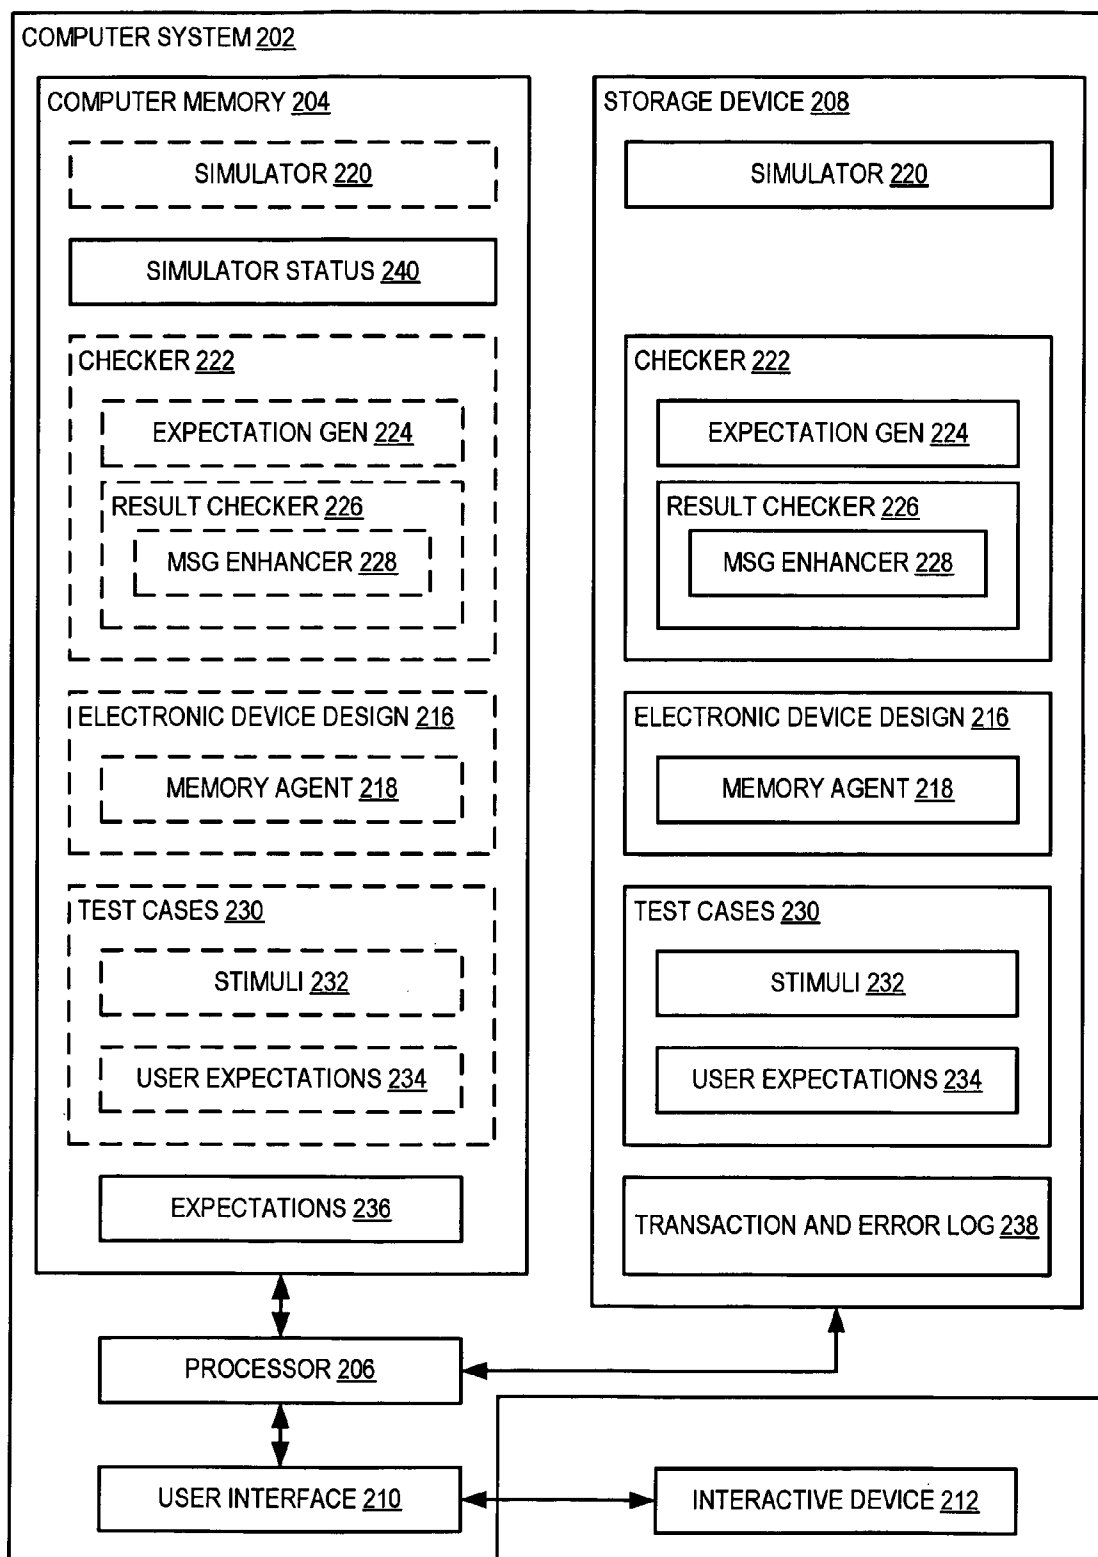 COMPUTER SYSTEM 202
COMPUTER MEMORY 204
SIMULATOR 220
SIMULATOR STATUS 240
CHECKER 222
EXPECTATION GEN 224
RESULT CHECKER 226
MSG ENHANCER 228
ELECTRONIC DEVICE DESIGN 216
MEMORY AGENT 218
TEST CASES 230
STIMULI 232
USER EXPECTATIONS 234
EXPECTATIONS 236
STORAGE DEVICE 208
SIMULATOR 220
CHECKER 222
EXPECTATION GEN 224
RESULT CHECKER 226
MSG ENHANCER 228
ELECTRONIC DEVICE DESIGN 216
MEMORY AGENT 218
TEST CASES 230
STIMULI 232
USER EXPECTATIONS 234
TRANSACTION AND ERROR LOG 238
PROCESSOR 206
USER INTERFACE 210
INTERACTIVE DEVICE 212